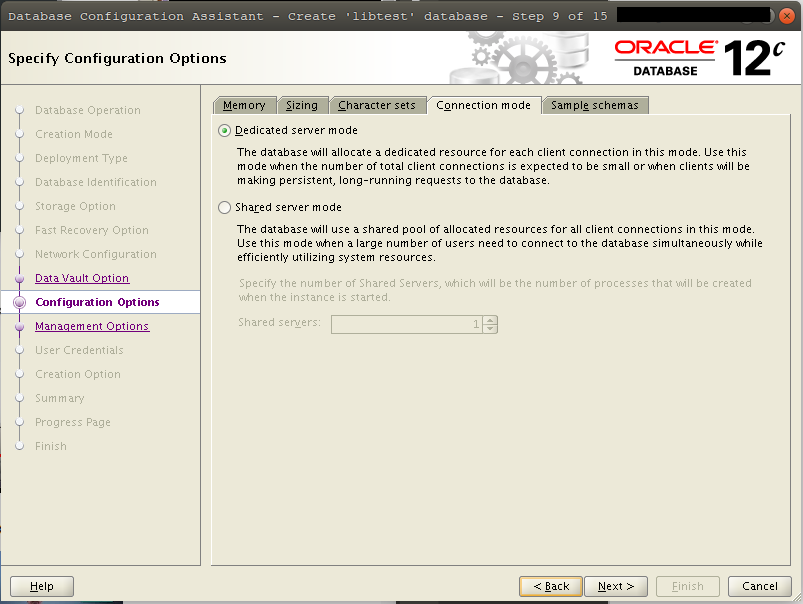 Database Configuration Assistant - Create 'libtest' database - Step 9 of 15
Specify Configuration Options
ORACLE
DATABASE
12c
Database Operation
Creation Mode
Deployment Type
Database Identification
Storage Option
Fast Recovery Option
Network Configuration
Data Vault Option
Configuration Options
Management Options
User Credentials
Creation Option
Summary
Progress Page
Finish
Memory Sizing Character sets Connection mode Sample schemas
Dedicated server mode
The database will allocate a dedicated resource for each client connection in this mode. Use this
mode when the number of total client connections is expected to be small or when clients will be
making persistent, long-running requests to the database.
Shared server mode
The database will use a shared pool of allocated resources for all client connections in this mode.
Use this mode when a large number of users need to connect to the database simultaneously while
efficiently utilizing system resources.
Specify the number of Shared Servers, which will be the number of processes that will be created
when the instance is started.
Shared servers: 1
Help < Back Next > Finish Cancel